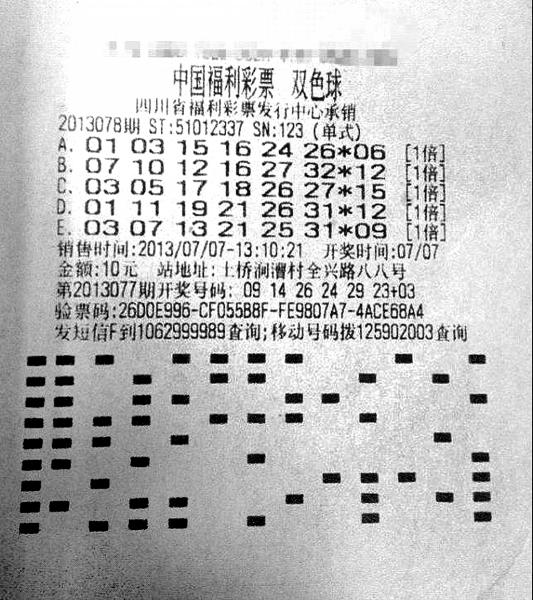 中国福利彩票 双色球
四川省福利彩票发行中心承销
2013078期 ST:51012337 SN:123 (单式)
A. 01 03 15 16 24 26*06 [1倍]
B. 07 10 12 16 27 32*12 [1倍]
C. 03 05 17 18 26 27*15 [1倍]
D. 01 11 19 21 26 31*12 [1倍]
E. 03 07 13 21 25 31*09 [1倍]
销售时间:2013/07/07-13:10:21 开奖时间:07/07
金额:10元 站地址:土桥涧漕村全兴路八八号
第2013077期开奖号码: 09 14 26 24 29 23+03
验票码:26D0E996-CF055B8F-FE9807A7-4ACE68A4
发短信F到1062999989查询;移动号码拨125902003查询